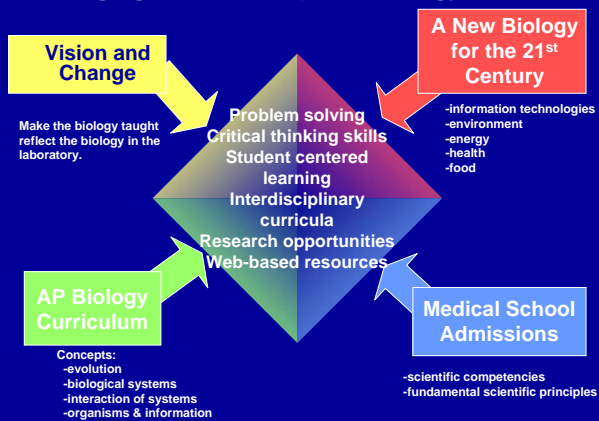 Vision and
Change
A New Biology
for the 21st
Century
Make the biology taught
reflect the biology in the
laboratory.
-information technologies
-environment
-energy
-health
-food
Problem solving
Critical thinking skills
Student centered
learning
Interdisciplinary
curricula
Research opportunities
Web-based resources
AP Biology
Curriculum
Medical School
Admissions
Concepts:
-evolution
-biological systems
-interaction of systems
-organisms & information
-scientific competencies
-fundamental scientific principles